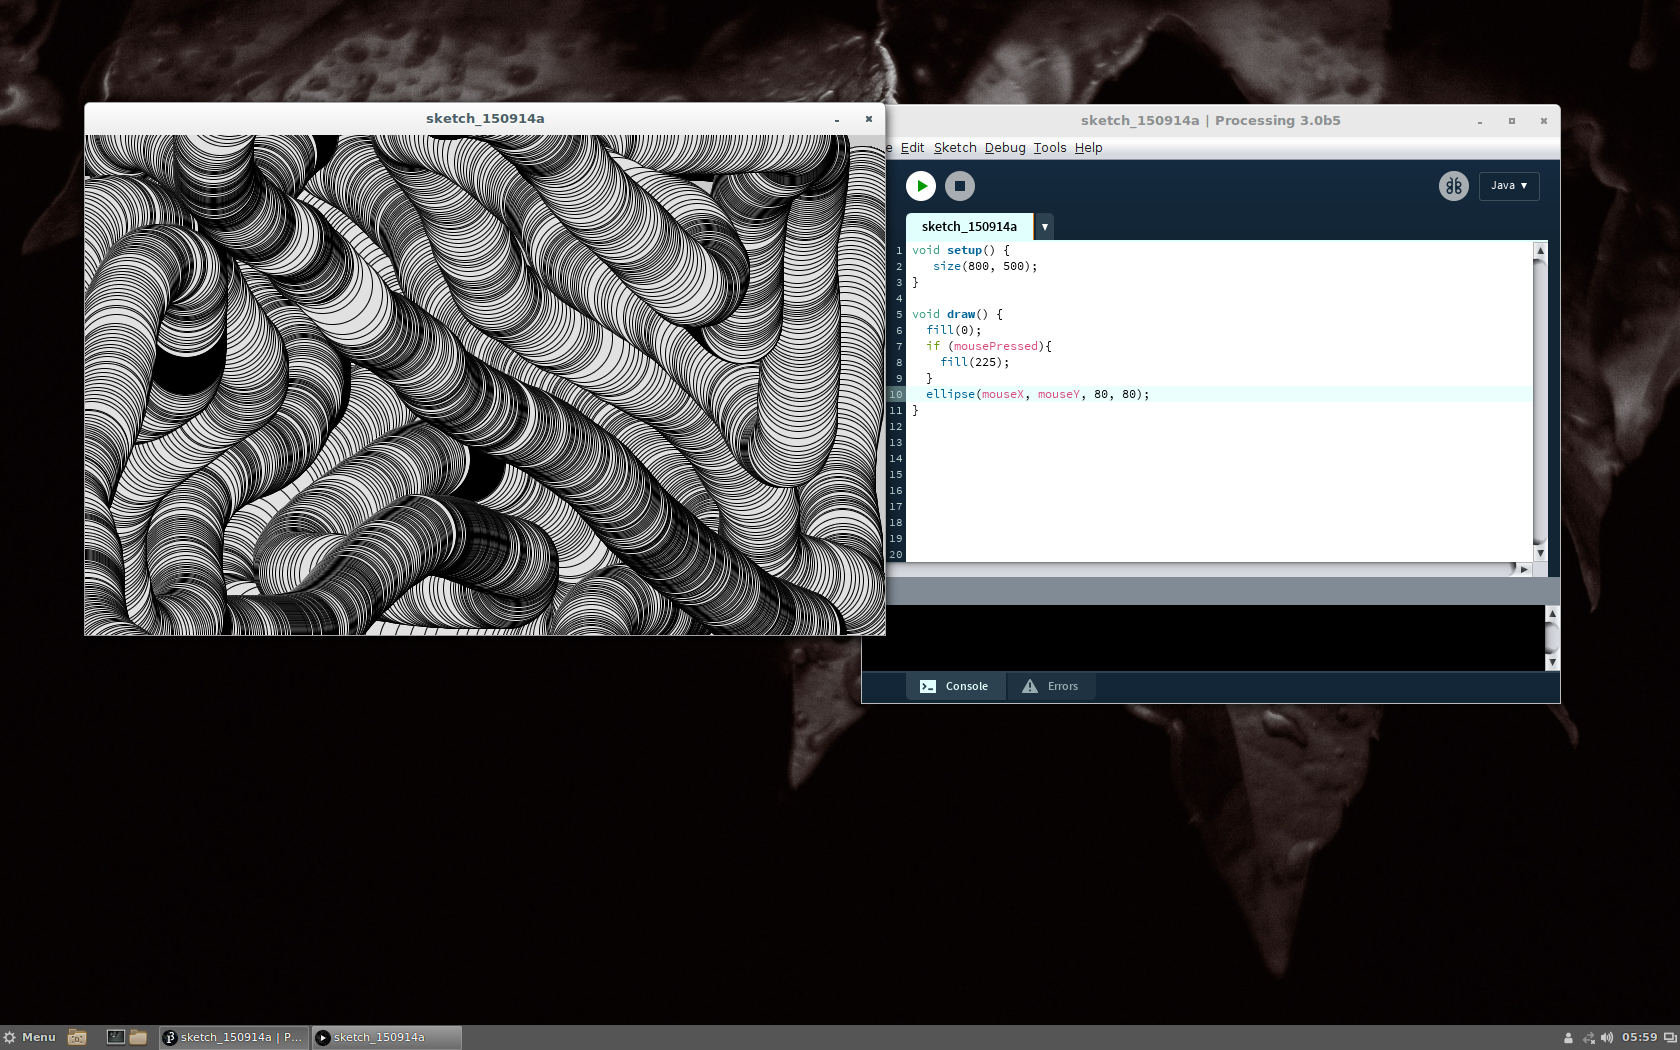 sketch_150914a
sketch_150914a | Processing 3.0b5
e Edit Sketch Debug Tools Help
Java
sketch_150914a
1 void setup() {
2 size(800, 500);
3 }
4
5 void draw() {
6 fill(0);
7 if (mousePressed){
8 fill(225);
9 }
10 ellipse(mouseX, mouseY, 80, 80);
11 }
12
13
14
15
16
17
18
19
20
Console Errors
Menu sketch_150914a | P... sketch_150914a 05:59